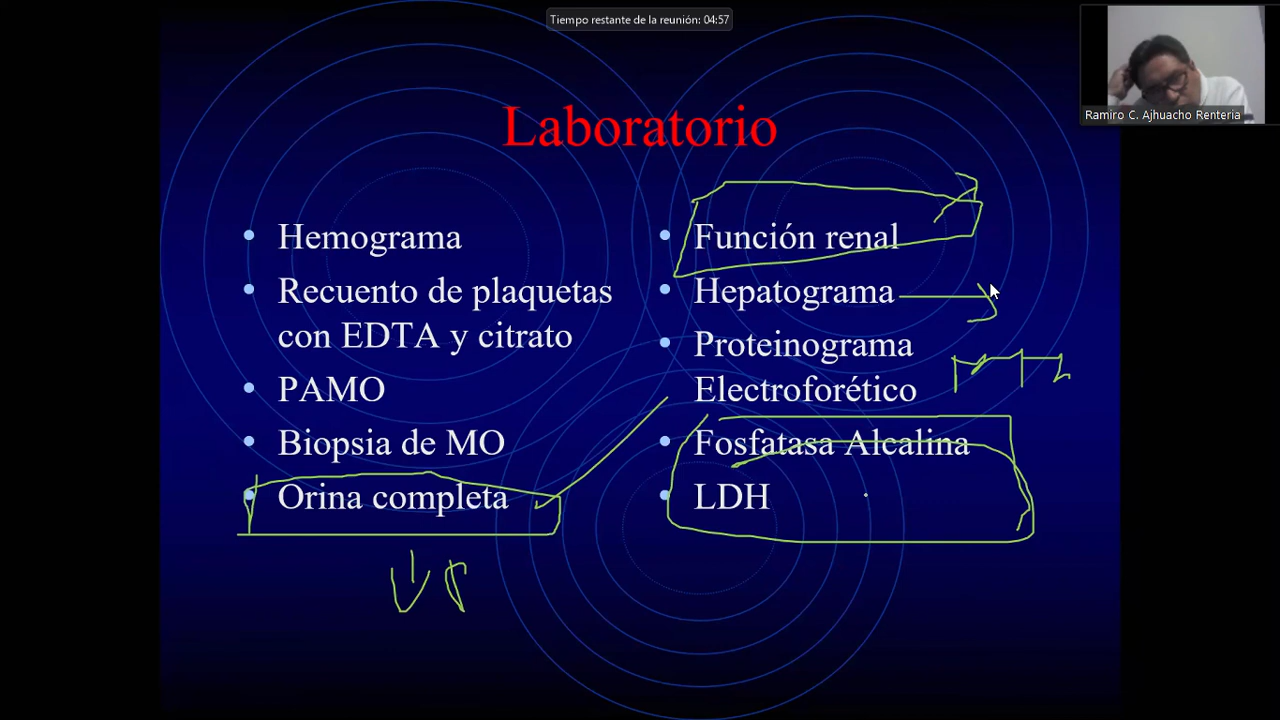 Tiempo restante de la reunión: 04:57
Ramiro C. Ajhuacho Renteria
Laboratorio
• Hemograma
• Recuento de plaquetas
con EDTA y citrato
• PAMO
• Biopsia de MO
• Orina completa
• Función renal
• Hepatograma
• Proteinograma
Electroforético
• Fosfatasa Alcalina
• LDH